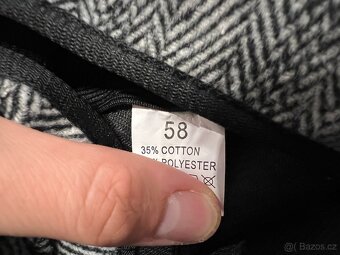 58
35% COTTON
% POLYESTER
© Bazos.cz